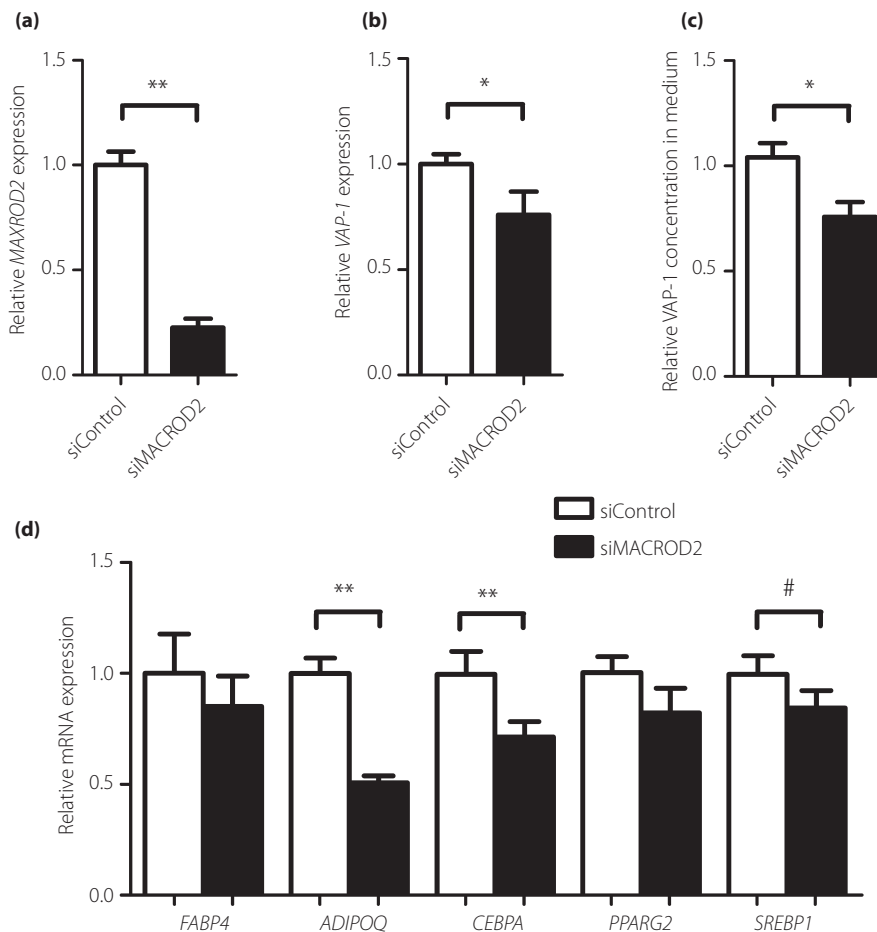 (a)
Relative MAXROD2 expression
1.5
1.0
0.5
0.0
**
siControl
siMACROD2
(b)
Relative VAP-1 expression
1.5
1.0
0.5
0.0
*
siControl
siMACROD2
(c)
Relative VAP-1 concentration in medium
1.5
1.0
0.5
0.0
*
siControl
siMACROD2
(d)
siControl
siMACROD2
Relative mRNA expression
1.5
1.0
0.5
0.0
**
**
#
FABP4
ADIPOQ
CEBPA
PPARG2
SREBP1